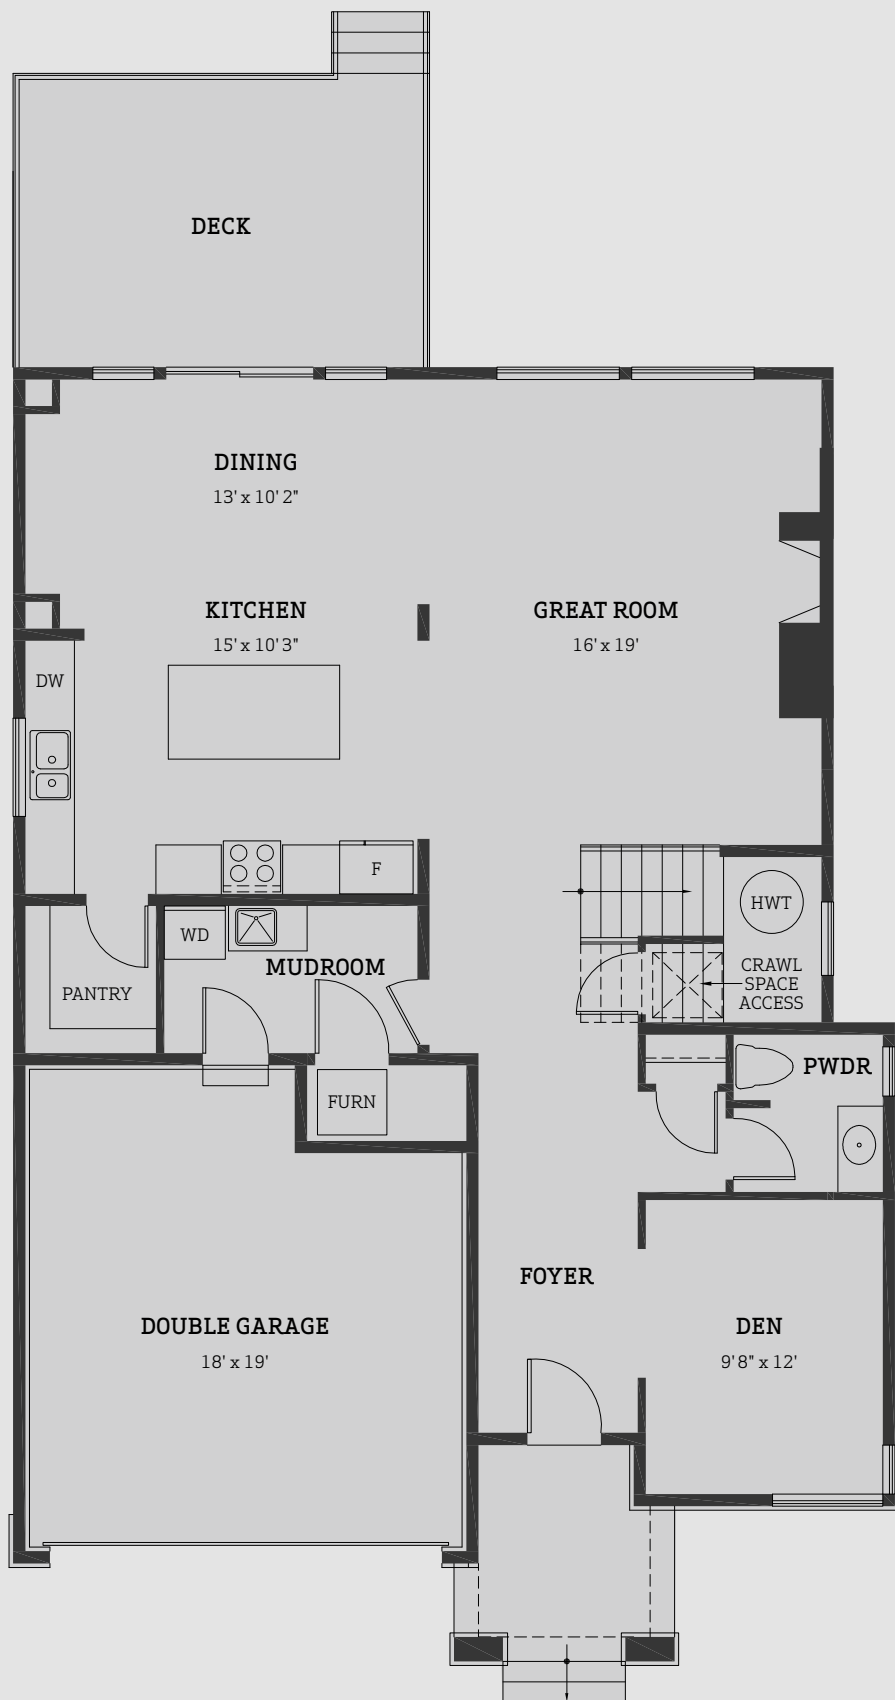 DECK
DINING
13' x 10' 2"
KITCHEN
15' x 10'3"
GREAT ROOM
16' x 19'
DW
F
HWT
WD
MUDROOM
PANTRY
CRAWL
SPACE
ACCESS
PWDR
FURN
FOYER
DOUBLE GARAGE
18' x 19'
DEN
9'8" x 12'